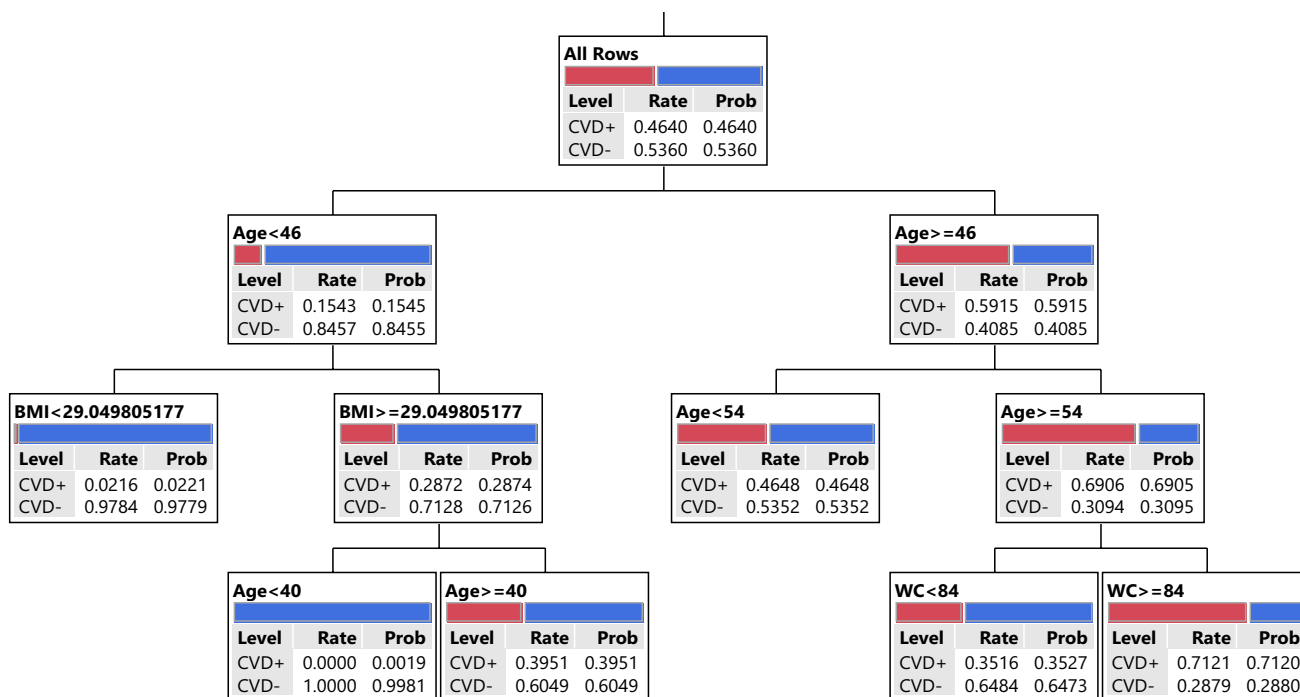 All Rows
Level Rate Prob
CVD+ 0.4640 0.4640
CVD- 0.5360 0.5360
Age<46
Level Rate Prob
CVD+ 0.1543 0.1545
CVD- 0.8457 0.8455
Age>=46
Level Rate Prob
CVD+ 0.5915 0.5915
CVD- 0.4085 0.4085
BMI<29.049805177
Level Rate Prob
CVD+ 0.0216 0.0221
CVD- 0.9784 0.9779
BMI>=29.049805177
Level Rate Prob
CVD+ 0.2872 0.2874
CVD- 0.7128 0.7126
Age<54
Level Rate Prob
CVD+ 0.4648 0.4648
CVD- 0.5352 0.5352
Age>=54
Level Rate Prob
CVD+ 0.6906 0.6905
CVD- 0.3094 0.3095
Age<40
Level Rate Prob
CVD+ 0.0000 0.0019
CVD- 1.0000 0.9981
Age>=40
Level Rate Prob
CVD+ 0.3951 0.3951
CVD- 0.6049 0.6049
WC<84
Level Rate Prob
CVD+ 0.3516 0.3527
CVD- 0.6484 0.6473
WC>=84
Level Rate Prob
CVD+ 0.7121 0.7120
CVD- 0.2879 0.2880